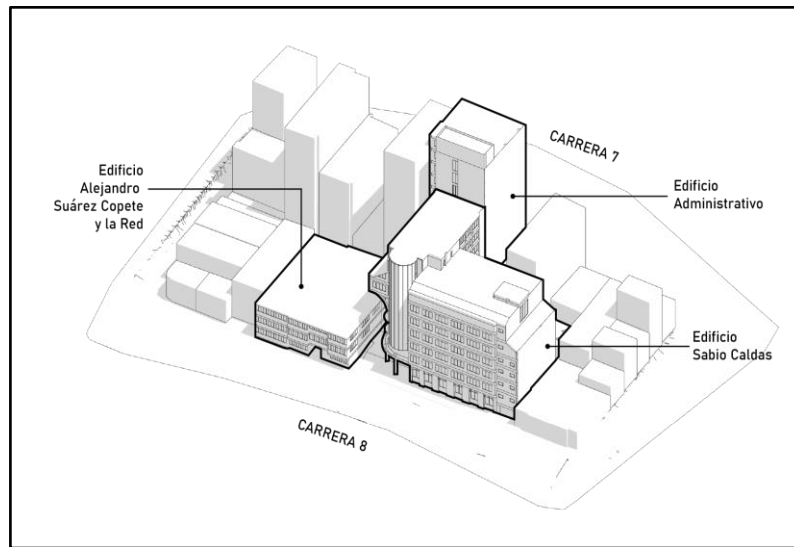 CARRERA 7
Edificio
Alejandro
Suárez Copete
y la Red
Edificio
Administrativo
Edificio
Sabio Caldas
CARRERA 8